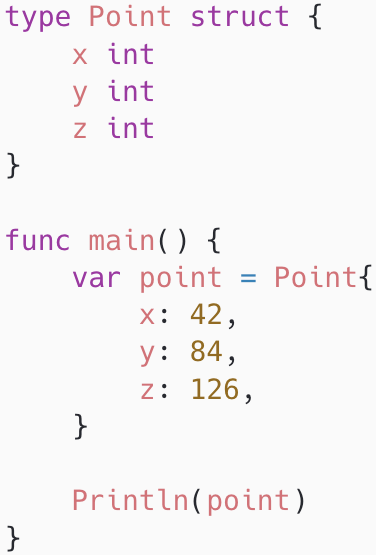 type Point struct {
    x int
    y int
    z int
}

func main() {
    var point = Point{
        x: 42,
        y: 84,
        z: 126,
    }

    Println(point)
}